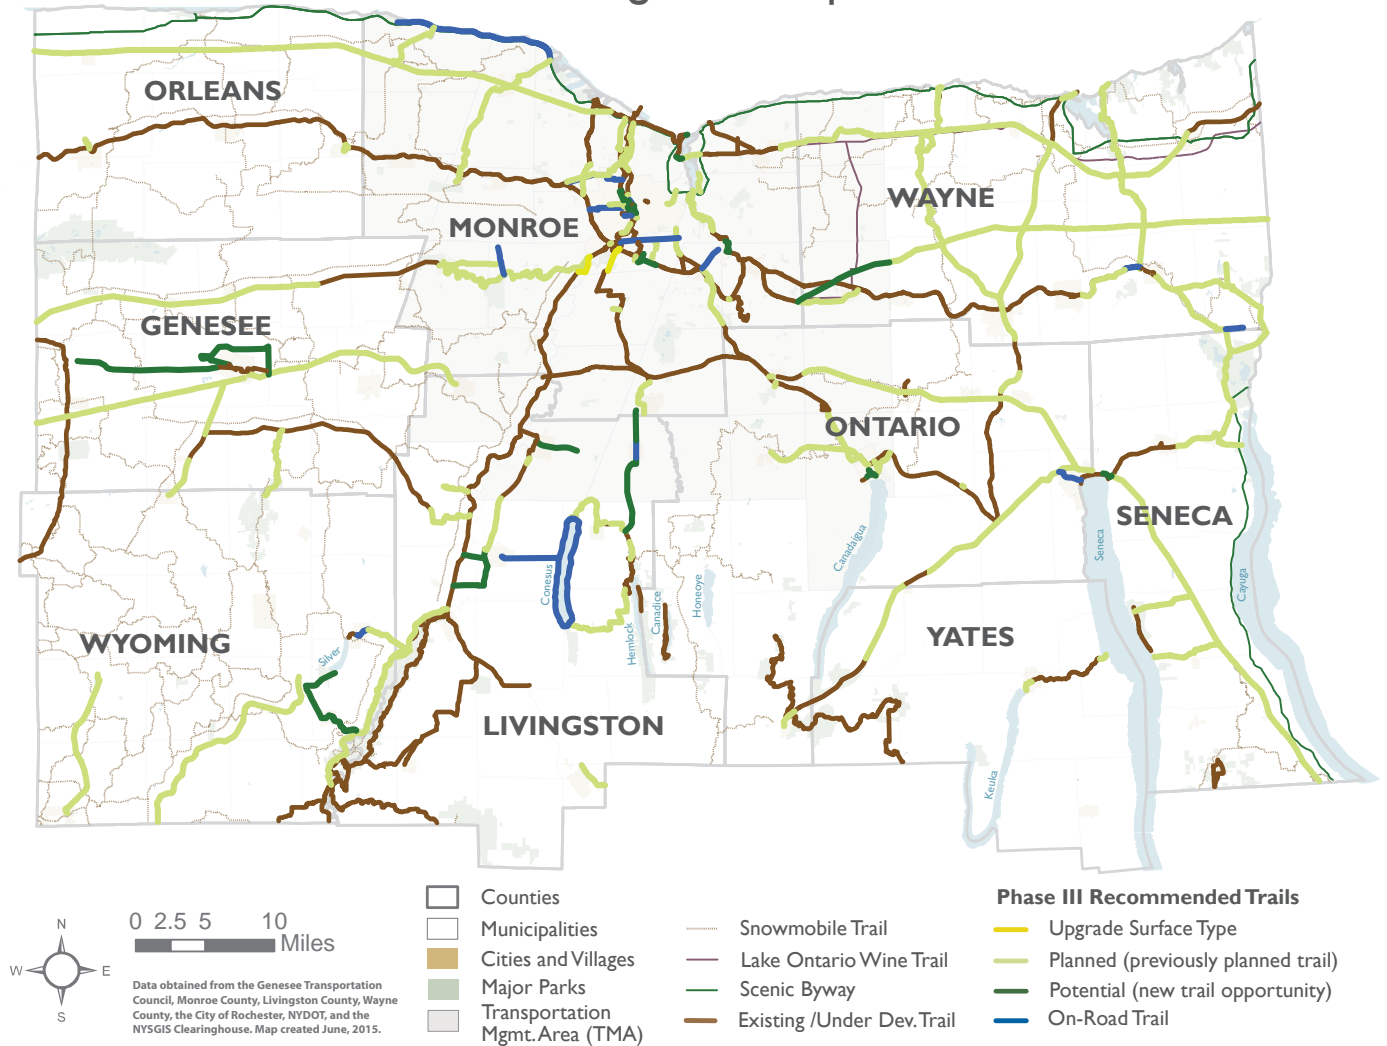 ORLEANS
MONROE
WAYNE
GENESEE
ONTARIO
SENECA
WYOMING
YATES
LIVINGSTON
Silver
Conesus
Hemlock
Canadice
Honeoye
Canadaigua
Seneca
Cayuga
Keuka
N
W E
S
0 2.5 5 10
Miles
Data obtained from the Genesee Transportation
Council, Monroe County, Livingston County, Wayne
County, the City of Rochester, NYDOT, and the
NYSGIS Clearinghouse. Map created June, 2015.
Counties
Municipalities
Cities and Villages
Major Parks
Transportation
Mgmt. Area (TMA)
Snowmobile Trail
Lake Ontario Wine Trail
Scenic Byway
Existing /Under Dev. Trail
Phase III Recommended Trails
Upgrade Surface Type
Planned (previously planned trail)
Potential (new trail opportunity)
On-Road Trail